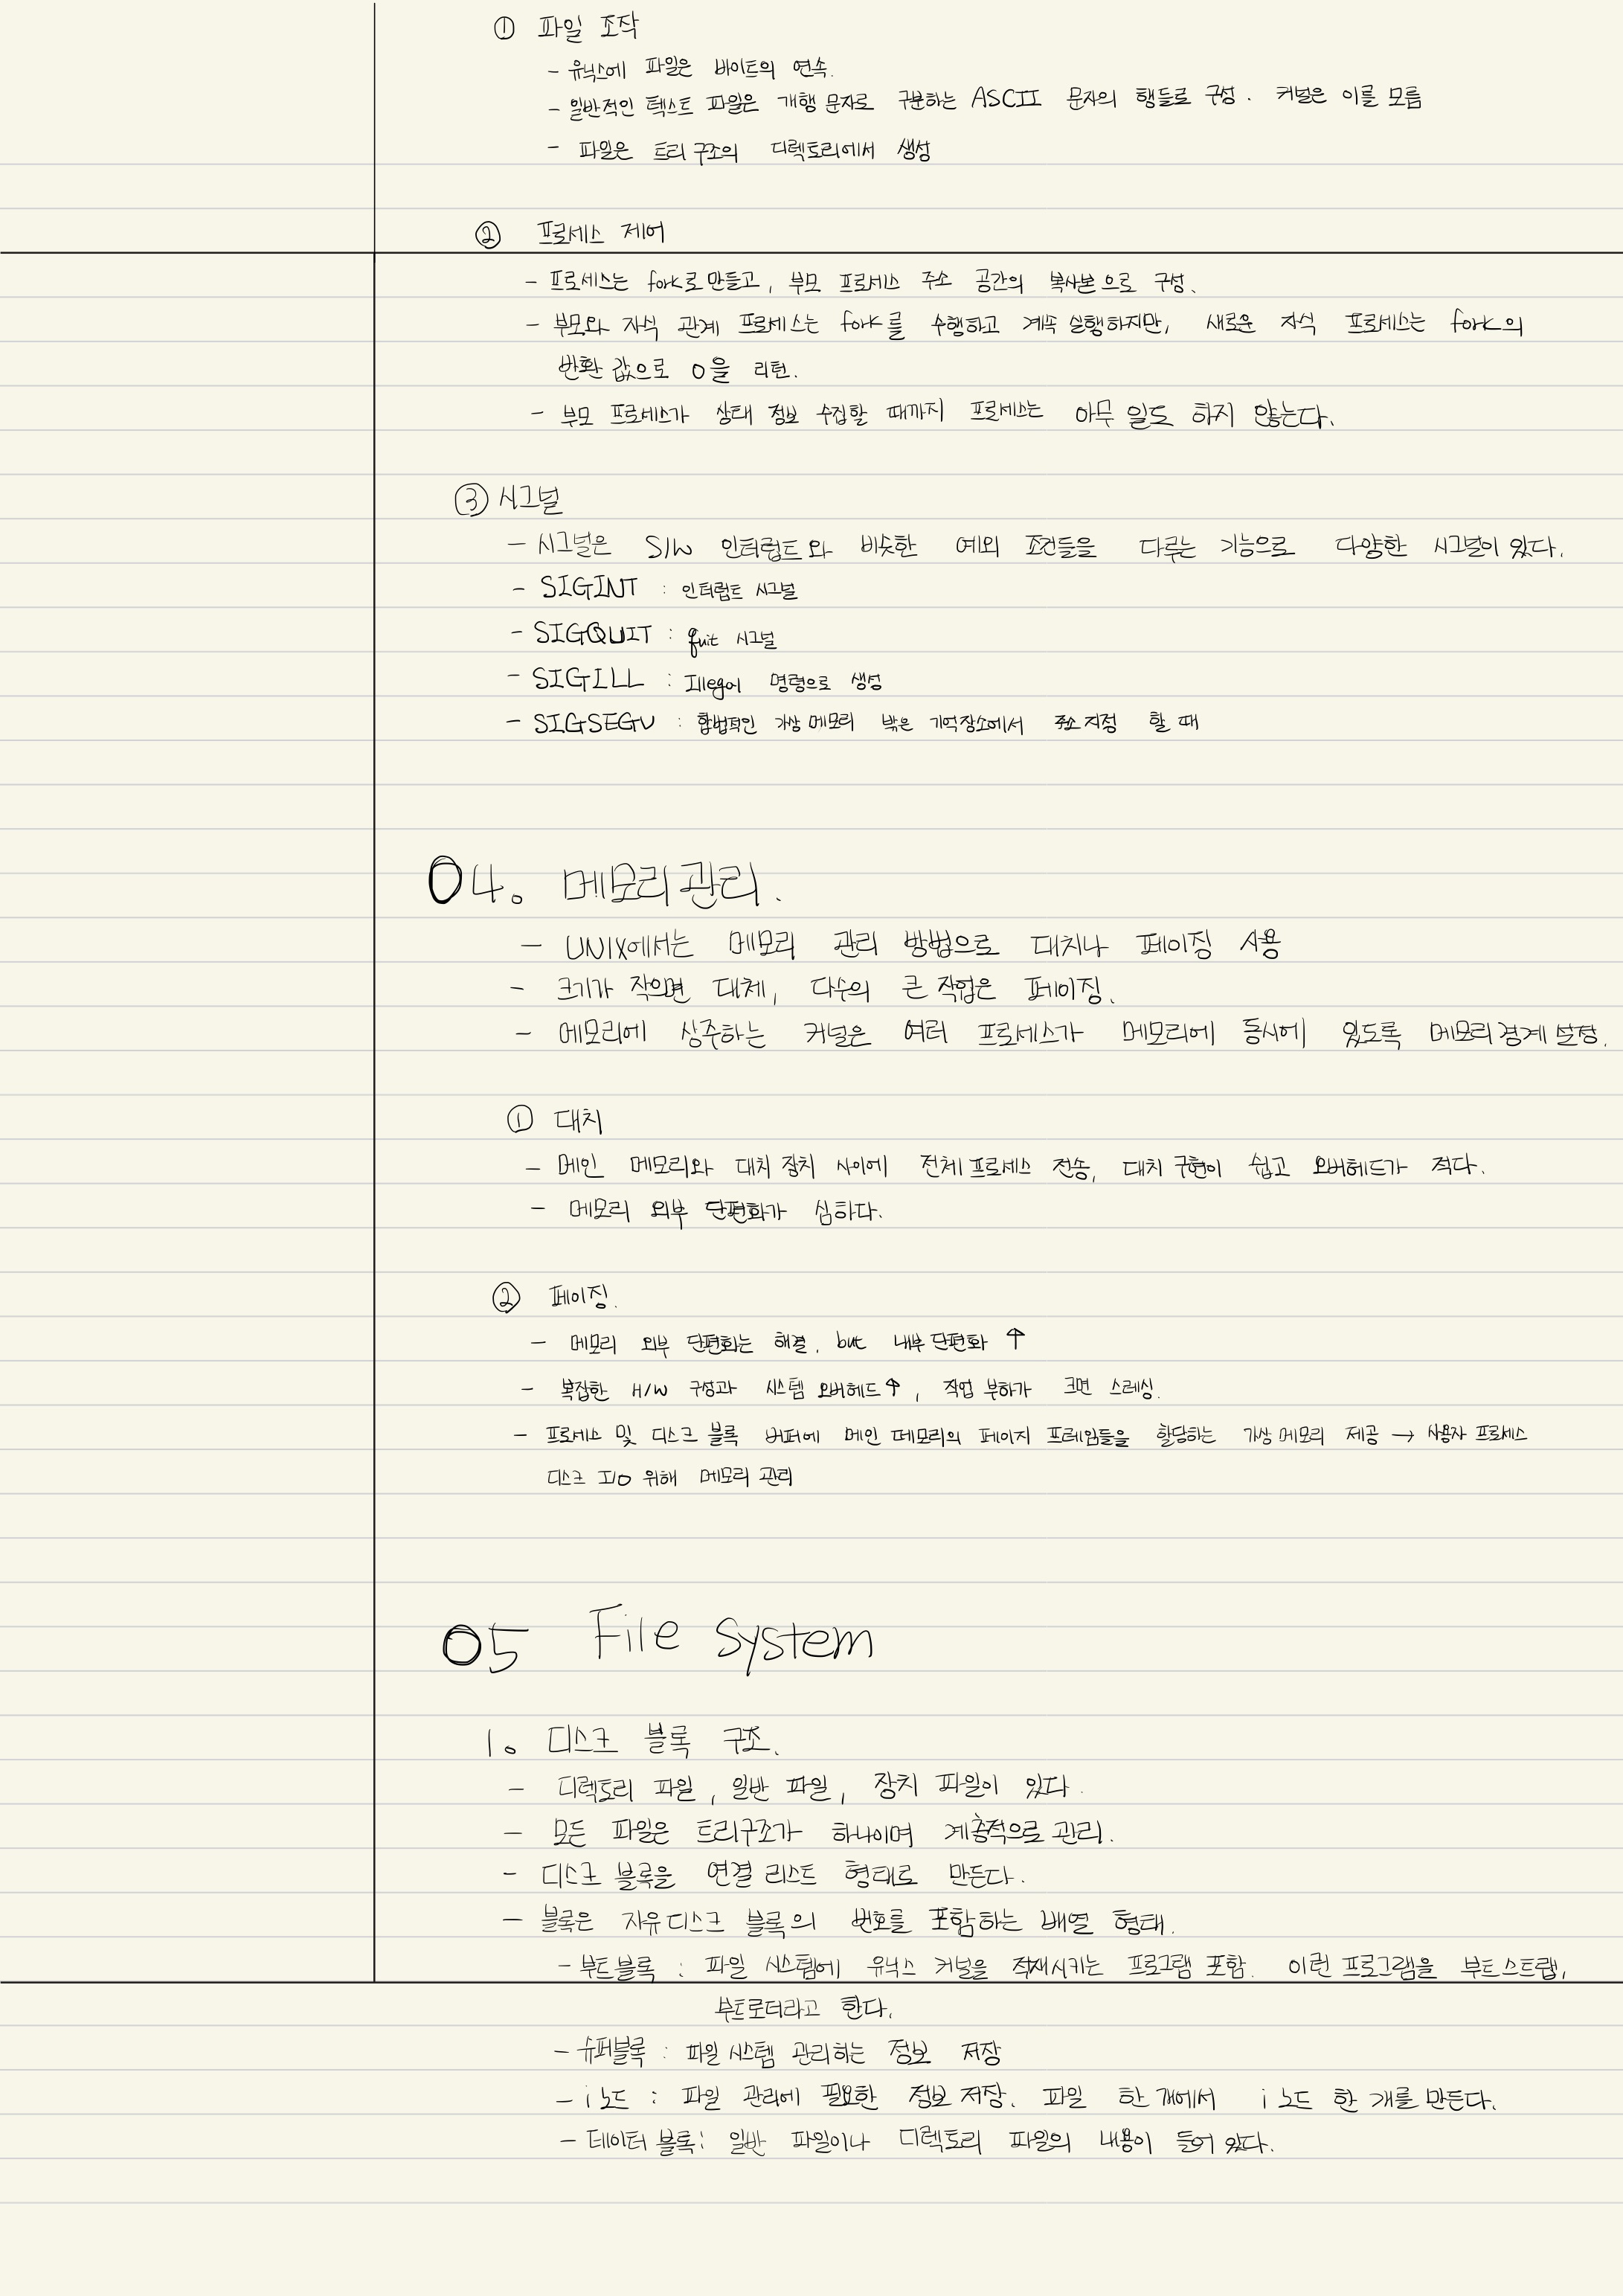 ① 파일 조작
- 유닉스에 파일은 바이트의 연속.
- 일반적인 텍스트 파일은 개행 문자로 구분하는 ASCII 문자의 행들로 구성. 커널은 이를 모름
- 파일은 트리 구조의 디렉토리에서 생성
② 프로세스 제어
- 프로세스는 fork로 만들고, 부모 프로세스 주소 공간의 복사본으로 구성.
- 부모와 자식 관계 프로세스는 fork를 수행하고 계속 실행하지만, 새로운 자식 프로세스는 fork의
반환 값으로 0을 리턴.
- 부모 프로세스가 상태 정보 수집할 때까지 프로세스는 아무 일도 하지 않는다.
③ 시그널
- 시그널은 S/W 인터럽트와 비슷한 예외 조건들을 다루는 기능으로 다양한 시그널이 있다.
- SIGINT : 인터럽트 시그널
- SIGQUIT : quit 시그널
- SIGILL : Illegal 명령으로 생성
- SIGSEGV : 합법적인 가상 메모리 밖은 기억장소에서 주소 지정 할 때
04. 메모리 관리.
- UNIX에서는 메모리 관리 방법으로 대치나 페이징 사용
- 크기가 작으면 대체, 다수의 큰 작업은 페이징.
- 메모리에 상주하는 커널은 여러 프로세스가 메모리에 동시에 있도록 메모리 경계 설정.
① 대치
- 메인 메모리와 대치 장치 사이에 전체 프로세스 전송, 대치 구현이 쉽고 오버헤드가 적다.
- 메모리 외부 단편화가 심하다.
② 페이징.
- 메모리 외부 단편화는 해결. but 내부 단편화 ↑
- 복잡한 H/W 구성과 시스템 오버헤드↑, 작업 부하가 크면 스레싱.
- 프로세스 및 디스크 블록 버퍼에 메인 메모리의 페이지 프레임들을 할당하는 가상 메모리 제공 → 사용자 프로세스
디스크 I/O 위해 메모리 관리
05 File system
1. 디스크 블록 구조.
- 디렉토리 파일, 일반 파일, 장치 파일이 있다.
- 모든 파일은 트리구조가 하나이며 계층적으로 관리.
- 디스크 블록을 연결 리스트 형태로 만든다.
- 블록은 자유 디스크 블록의 번호를 포함하는 배열 형태.
- 부트 블록 : 파일 시스템에 유닉스 커널을 적재시키는 프로그램 포함. 이런 프로그램을 부트 스트랩,
부트로더라고 한다.
- 슈퍼블록 : 파일 시스템 관리하는 정보 저장
- i 노드 : 파일 관리에 필요한 정보 저장. 파일 한 개에서 i 노드 한 개를 만든다.
- 데이터 블록: 일반 파일이나 디렉토리 파일의 내용이 들어 있다.